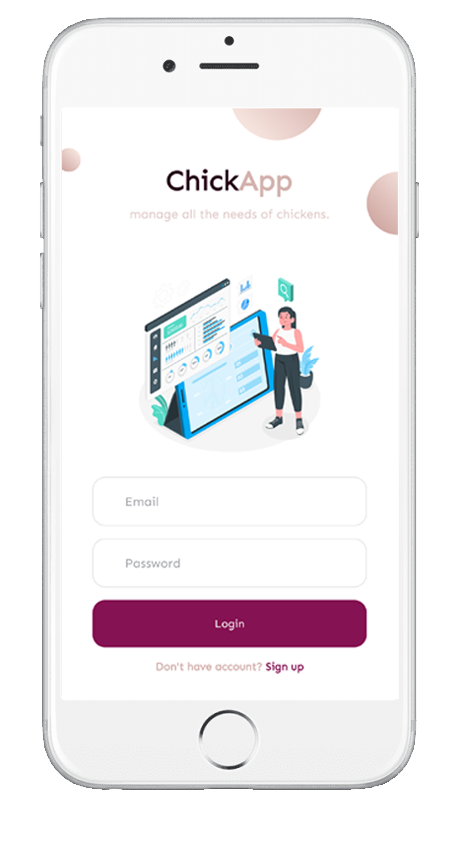 ChickApp
manage all the needs of chickens.
Email
Password
Login
Don't have account? Sign up